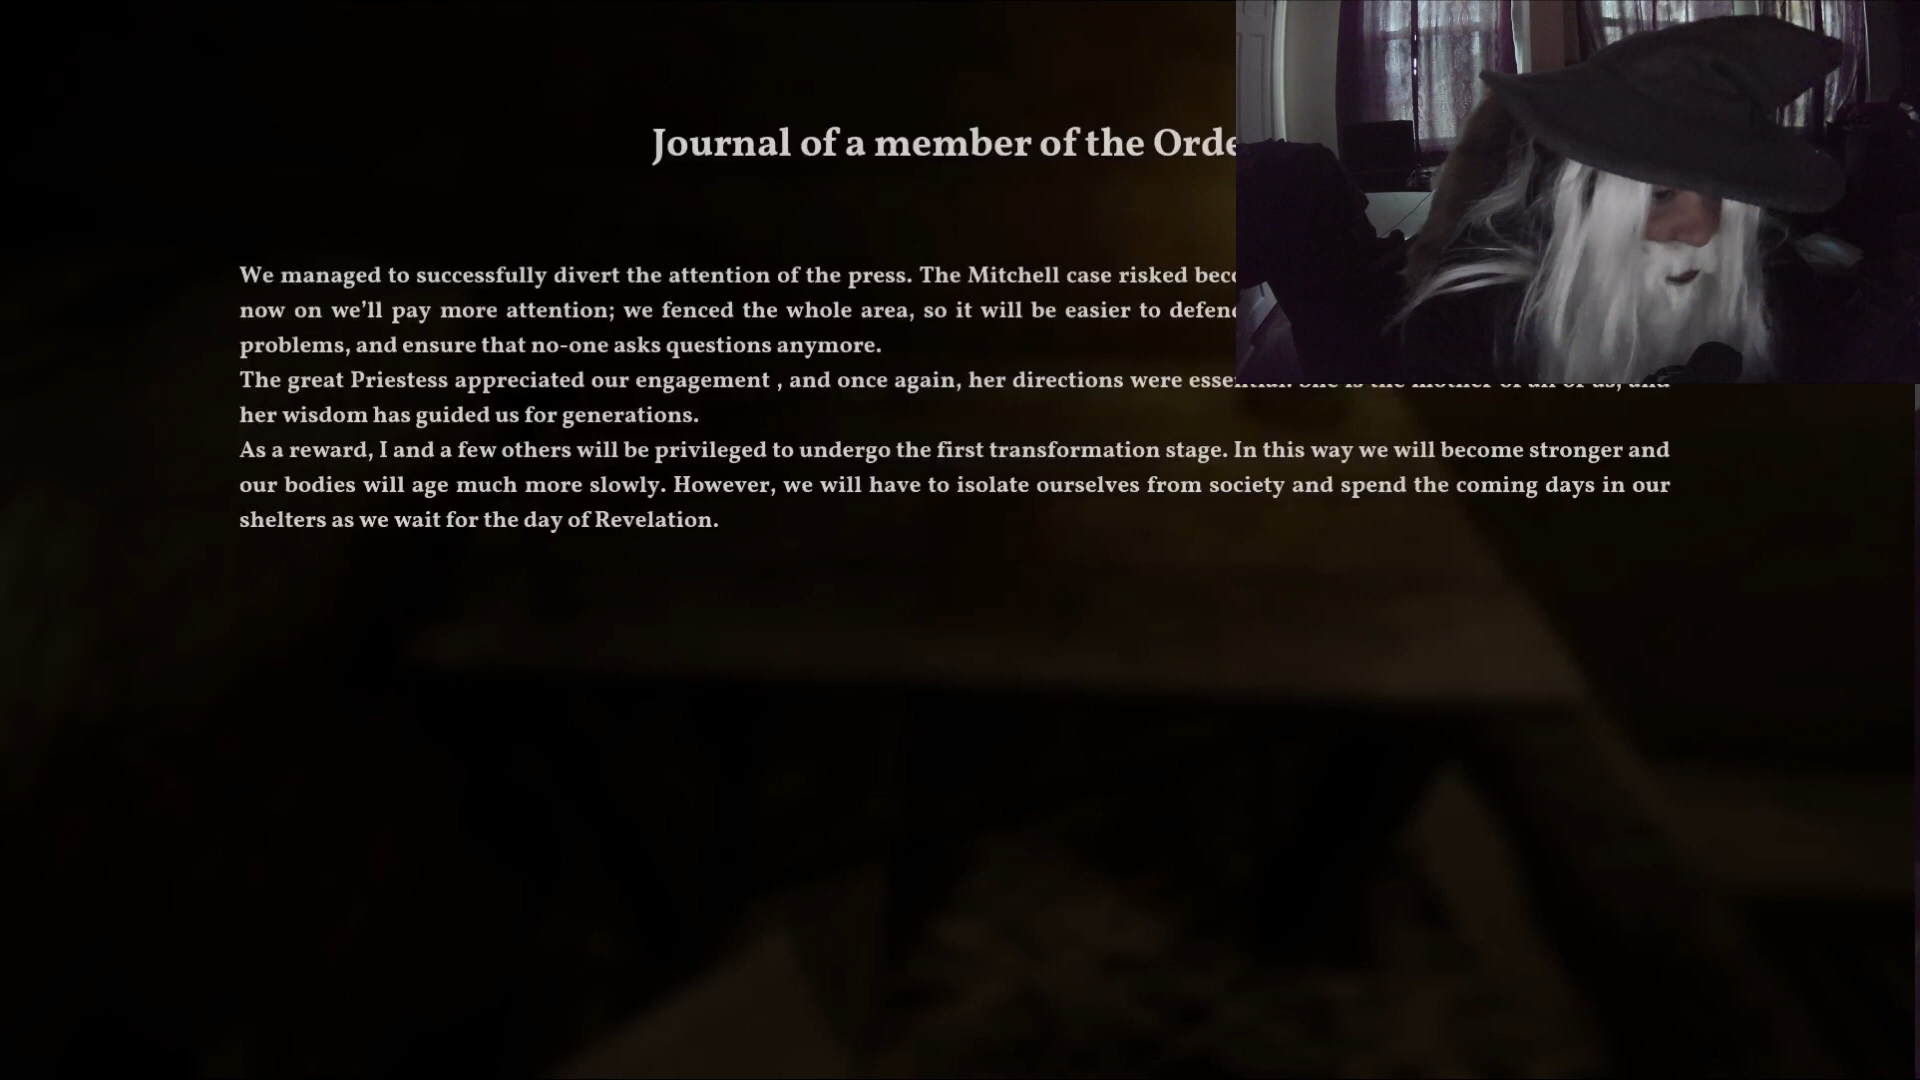 Journal of a member of the
We managed to successfully divert the attention of the press. The Mitchell case risked
now on we'll pay more attention; we fenced the whole area, so it will be easier to
problems, and ensure that no-one asks questions anymore.
The great Priestess appreciated our engagement , and once again, her directions were
her wisdom has guided us for generations.
As a reward, I and a few others will be privileged to undergo the first transformation stage. In this way we will become stronger and
our bodies will age much more slowly. However, we will have to isolate ourselves from society and spend the coming days in our
shelters as we wait for the day of Revelation.